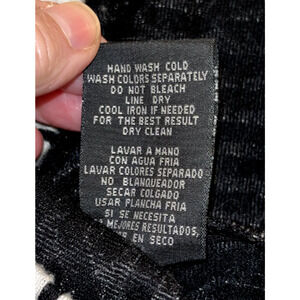 HAND WASH COLD
WASH COLORS SEPARATELY
DO NOT BLEACH
LINE DRY
COOL IRON IF NEEDED
FOR THE BEST RESULT
DRY CLEAN
LAVAR A MANO
CON AGUA FRIA
LAVAR COLORES SEPARADO
NO BLANQUEADOR
SECAR COLGADO
USAR PLANCHA FRIA
SI SE NECESITA
MEJORES RESULTADOS,
EN SECO